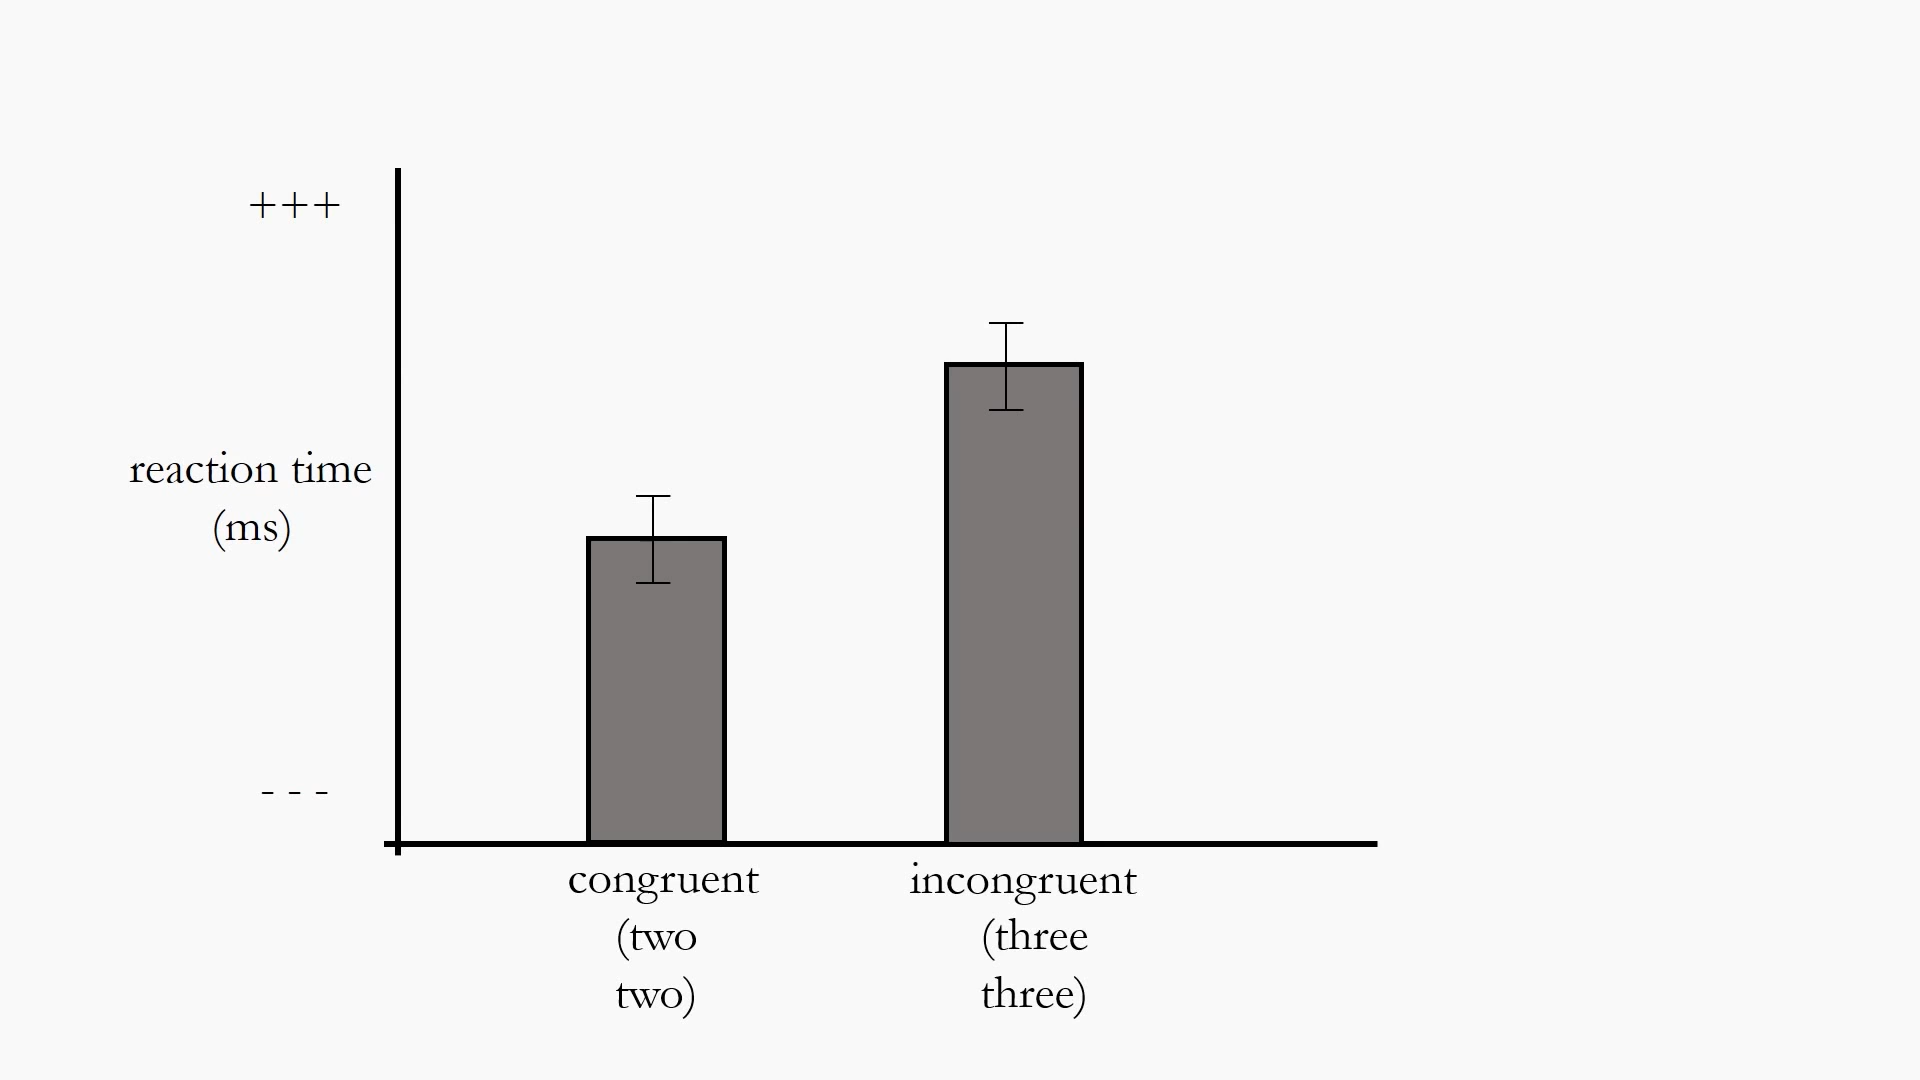 +++
reaction time
(ms)
- - -
congruent
(two
two)
incongruent
(three
three)